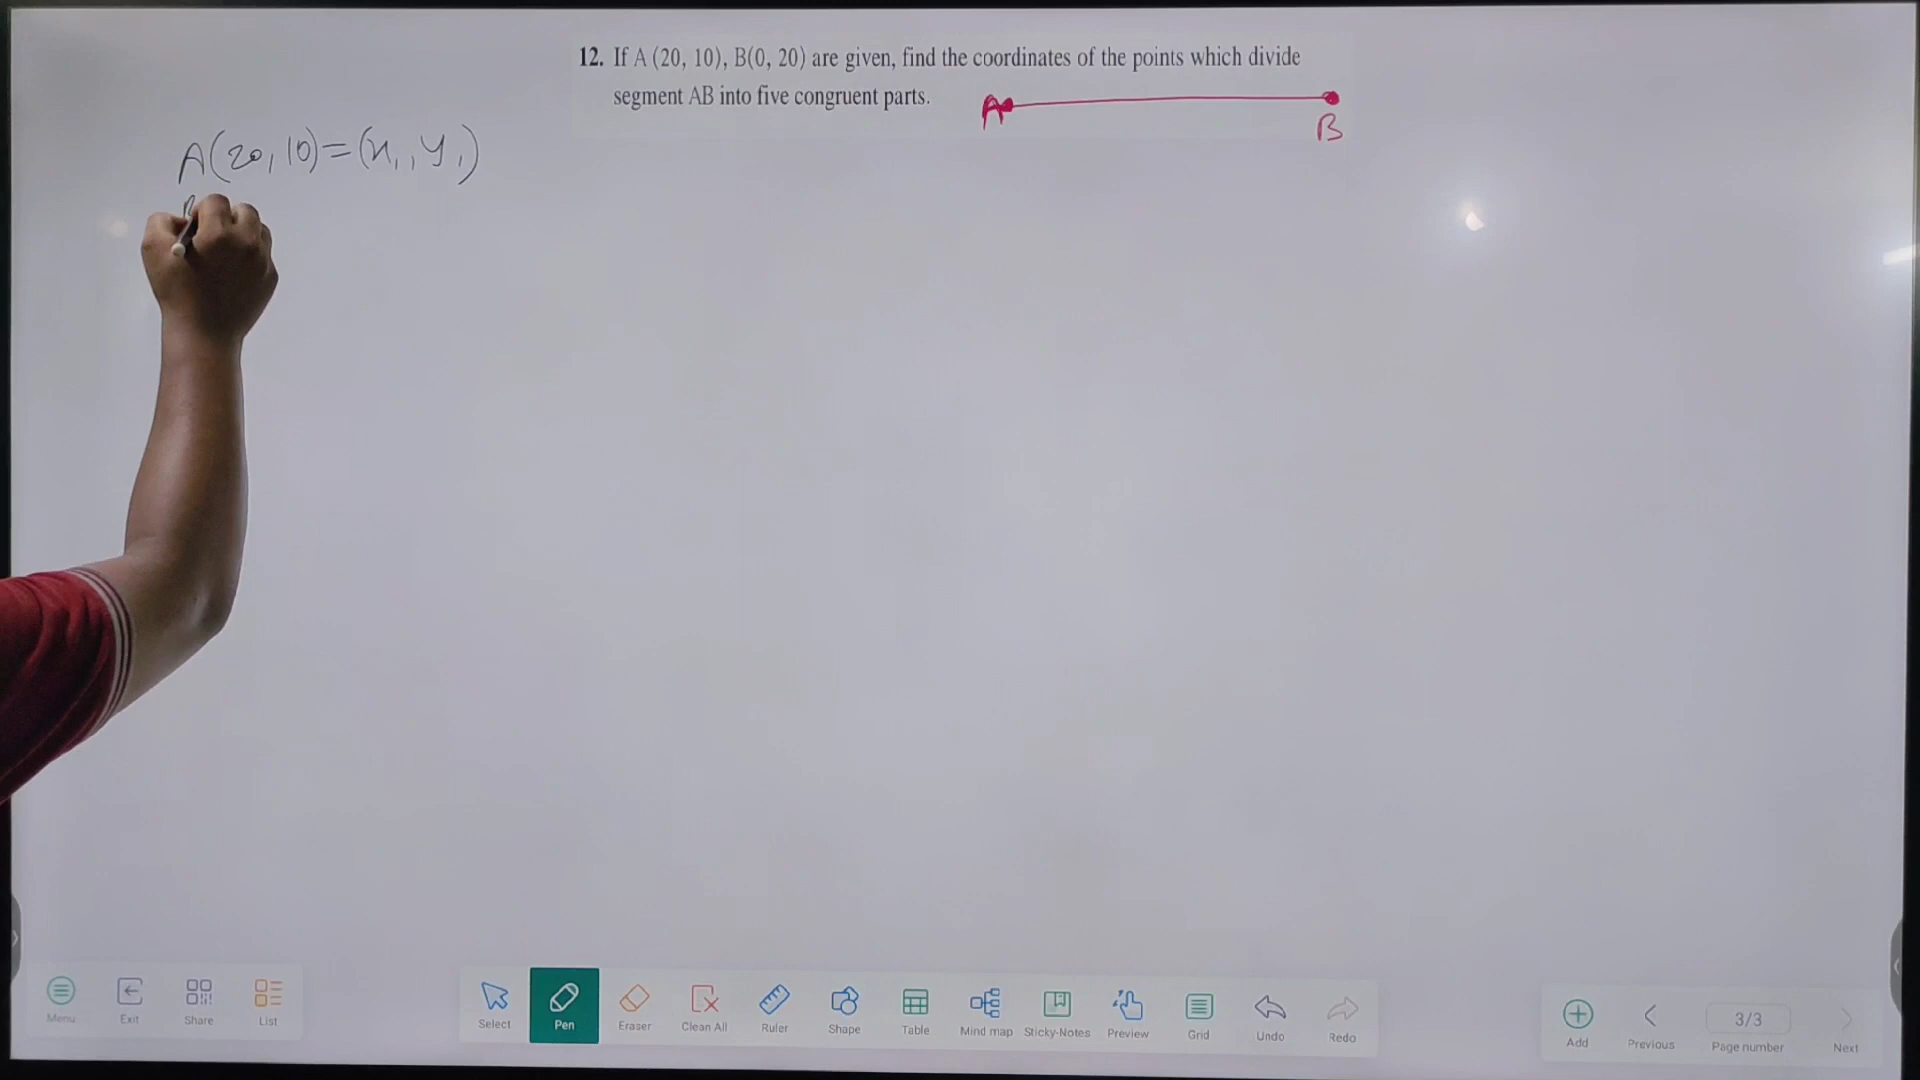 12. If A (20, 10), B(0, 20) are given, find the coordinates of the points which divide
segment AB into five congruent parts.
A
B
A(20,10)=(x₁, y₁)
Menu
Exit
Share
List
Select
Pen
Eraser
Clean All
Ruler
Shape
Table
Mind map
Sticky-Notes
Preview
Grid
Undo
Redo
Add
Previous
3/3
Page number
Next